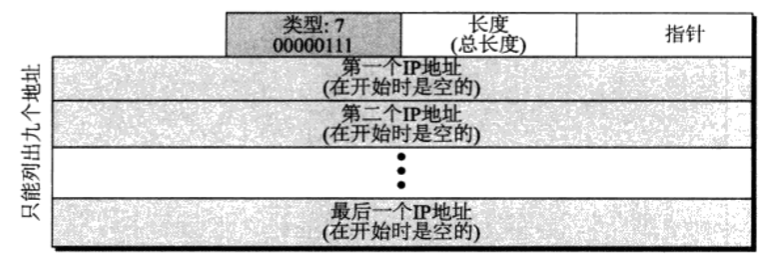 类型: 7
00000111
长度
(总长度)
指针
只能列出九个地址
第一个IP地址
(在开始时是空的)
第二个IP地址
(在开始时是空的)
最后一个IP地址
(在开始时是空的)